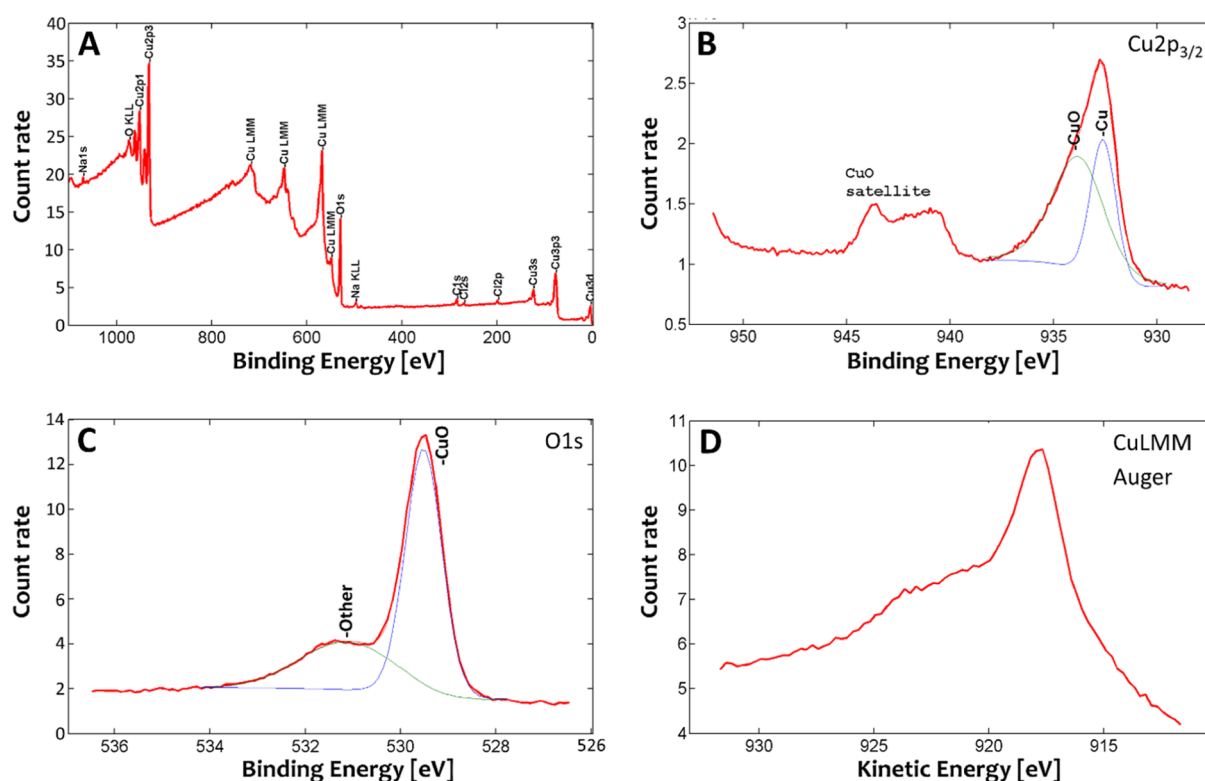 A
40
35
30
25
20
15
10
5
0
Count rate
Na1s
O KLL
Cu2p1
Cu2p3
Cu LMM
Cu LMM
Cu LMM
Cu LMM
O1s
Na KLL
C1s
Cl2s
Cl2p
Cu3s
Cu3p3
Cu3d
1000 800 600 400 200 0
Binding Energy [eV]
B
Cu2p3/2
3
2.5
2
1.5
1
0.5
Count rate
CuO
satellite
-CuO
-Cu
950 945 940 935 930
Binding Energy [eV]
C
O1s
14
12
10
8
6
4
2
0
Count rate
-Other
-CuO
536 534 532 530 528 526
Binding Energy [eV]
D
CuLMM
Auger
11
10
9
8
7
6
5
4
Count rate
930 925 920 915
Kinetic Energy [eV]